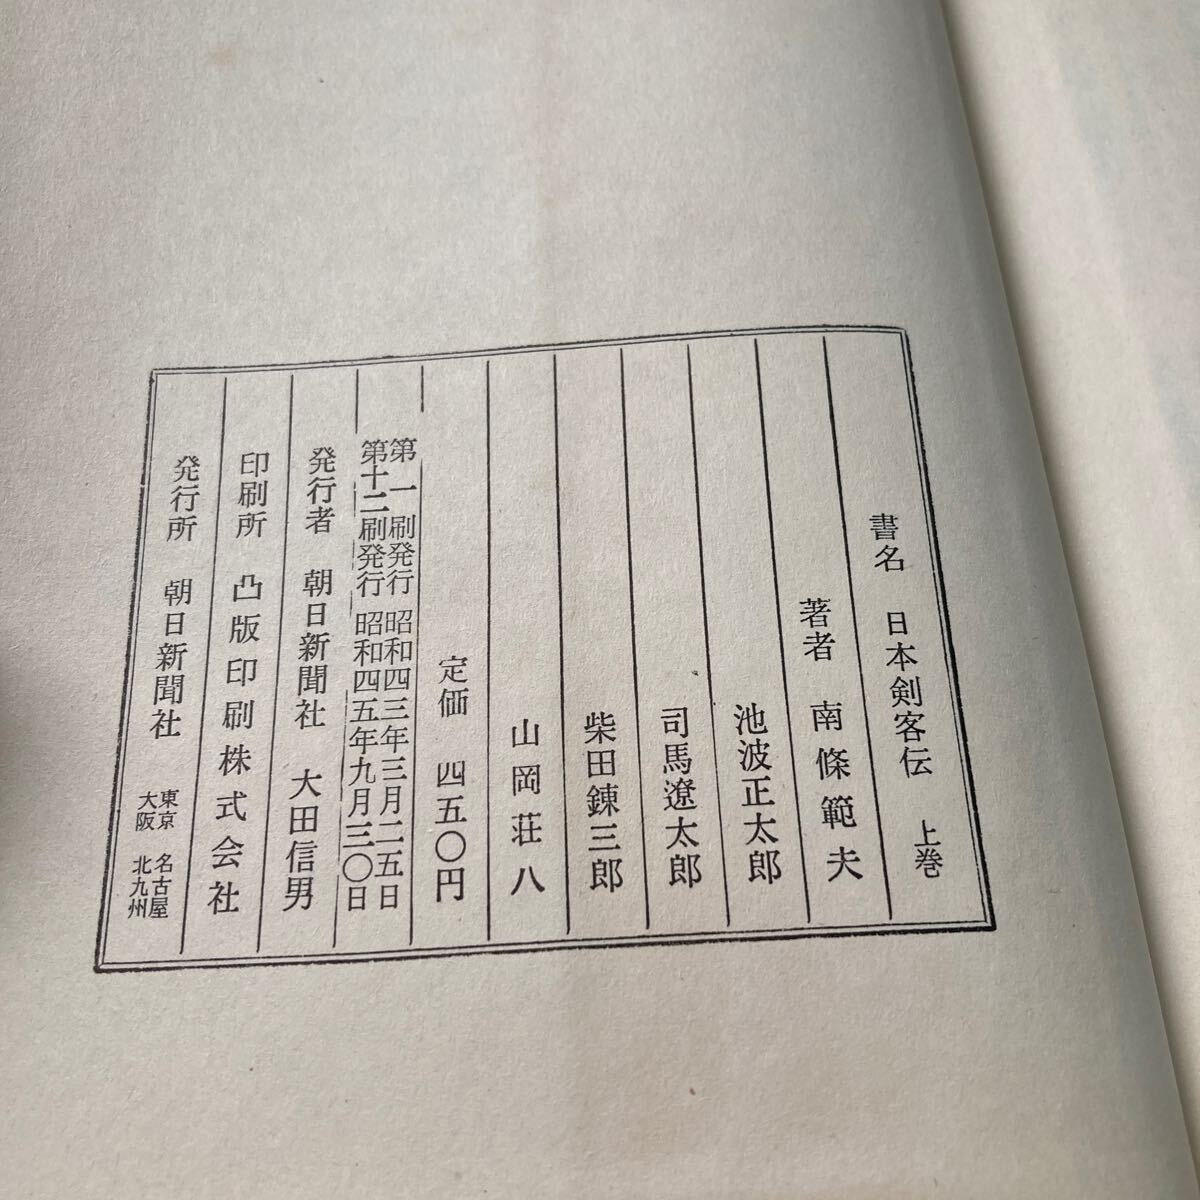 書名 日本剣客伝 上巻
著者 南條範夫
池波正太郎
司馬遼太郎
柴田錬三郎
山岡荘八
定価 四五〇円
第一刷発行 昭和四三年三月二五日
第十二刷発行 昭和四五年九月三〇日
発行者 朝日新聞社 大田信男
印刷所 凸版印刷株式会社
発行所 朝日新聞社 東京 名古屋
大阪 北九州